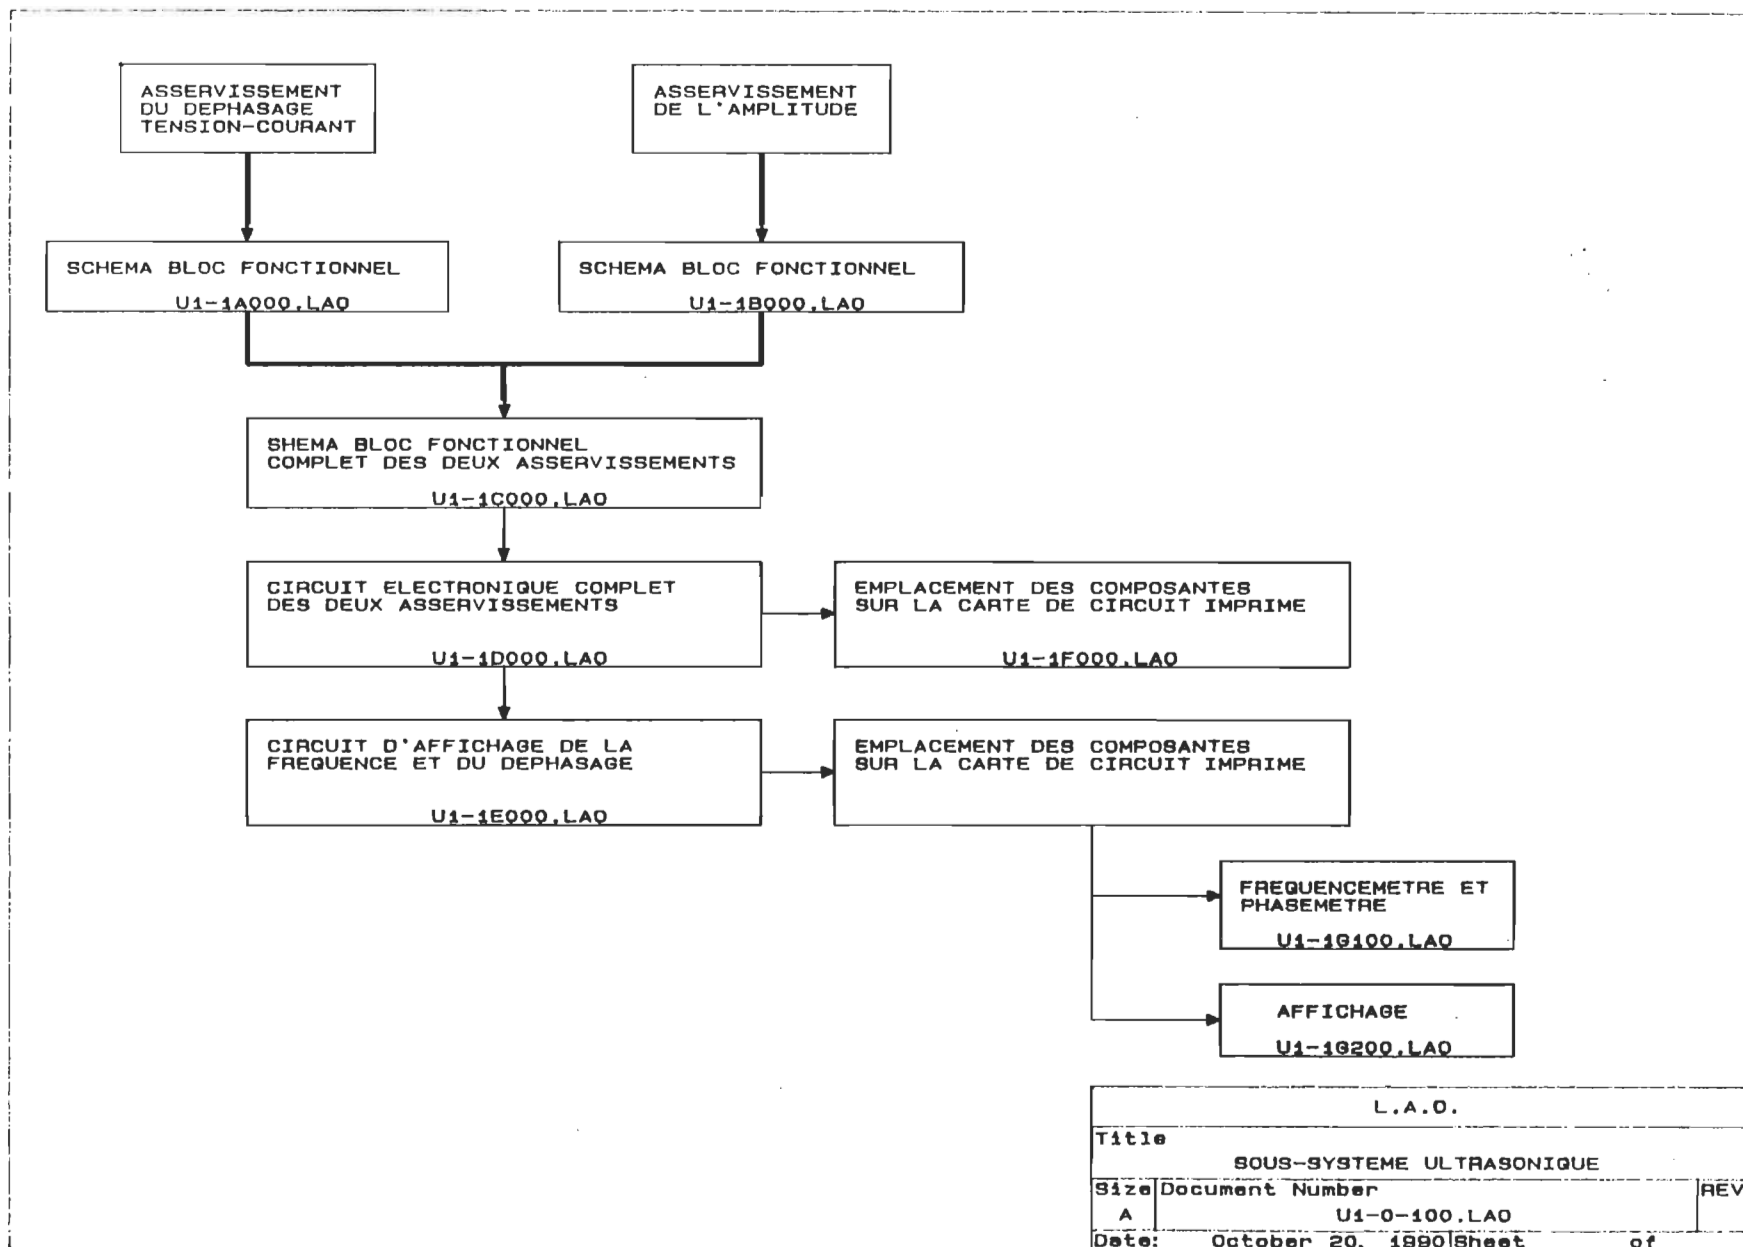 ASSERVISSEMENT
DU DEPHASAGE
TENSION-COURANT
ASSERVISSEMENT
DE L'AMPLITUDE
SCHEMA BLOC FONCTIONNEL
U1-1A000.LAO
SCHEMA BLOC FONCTIONNEL
U1-1B000.LAO
SHEMA BLOC FONCTIONNEL
COMPLET DES DEUX ASSERVISSEMENTS
U1-1C000.LAO
CIRCUIT ELECTRONIQUE COMPLET
DES DEUX ASSERVISSEMENTS
U1-1D000.LAO
EMPLACEMENT DES COMPOSANTES
SUR LA CARTE DE CIRCUIT IMPRIME
U1-1F000.LAO
CIRCUIT D'AFFICHAGE DE LA
FREQUENCE ET DU DEPHASAGE
U1-1E000.LAO
EMPLACEMENT DES COMPOSANTES
SUR LA CARTE DE CIRCUIT IMPRIME
FREQUENCEMETRE ET
PHASEMETRE
U1-1G100.LAO
AFFICHAGE
U1-1G200.LAO
L.A.O.
Title
SOUS-SYSTEME ULTRASONIQUE
Size Document Number REV
A U1-0-100.LAO
Date: October 20, 1990 Sheet of